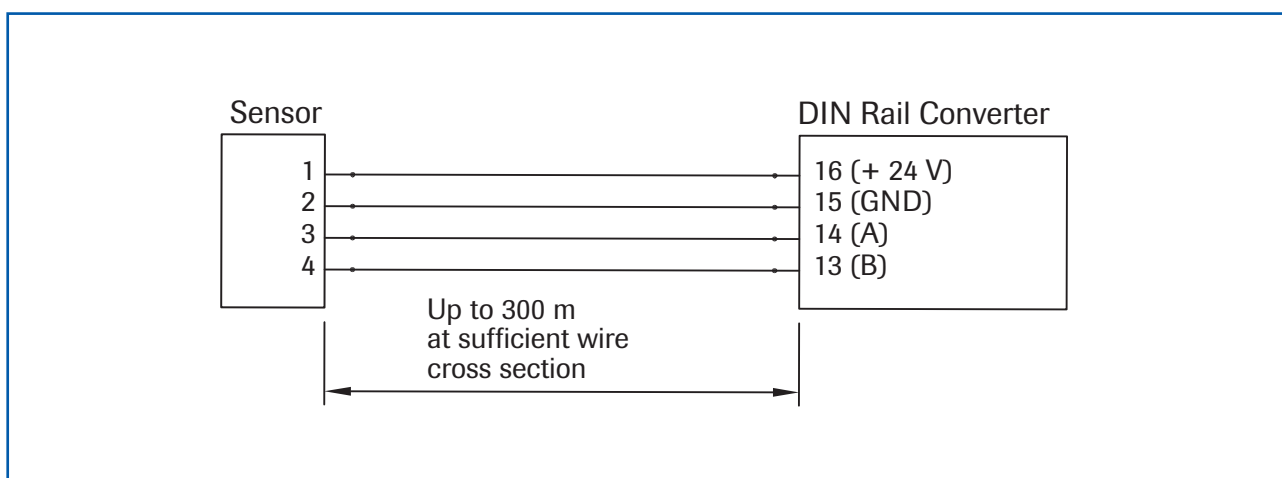 Sensor
DIN Rail Converter
1
16 (+ 24 V)
2
15 (GND)
3
14 (A)
4
13 (B)
Up to 300 m
at sufficient wire
cross section